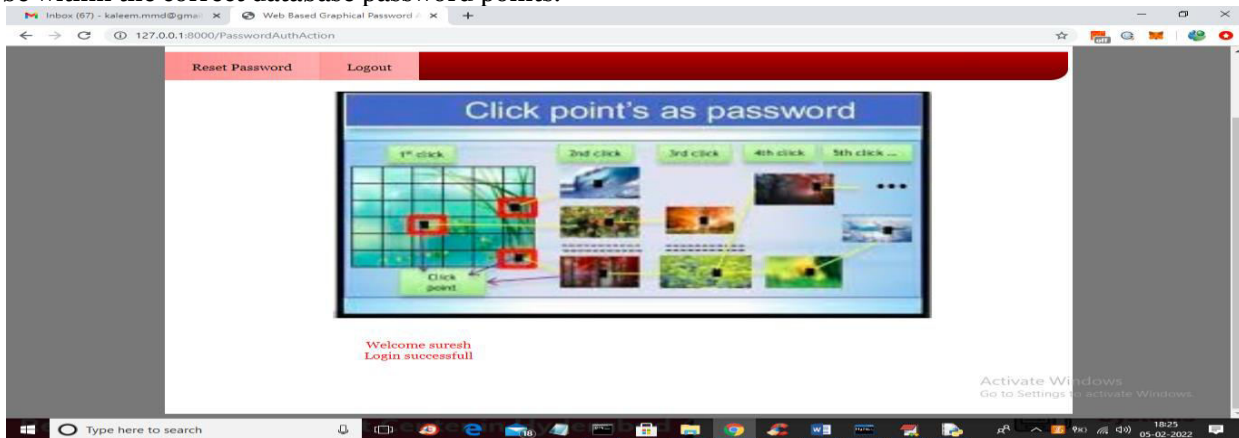 be within the correct database password points.
Inbox (67) - kaleem.mmd@gmai
Web Based Graphical Password A
127.0.0.1:8000/PasswordAuthAction
Reset Password Logout
Click point's as password
1st click 2nd click 3rd click 4th click 5th click ...
Click
point
Welcome suresh
Login successfull
Activate Windows
Go to Settings to activate Windows.
Type here to search
18:25
05-02-2022